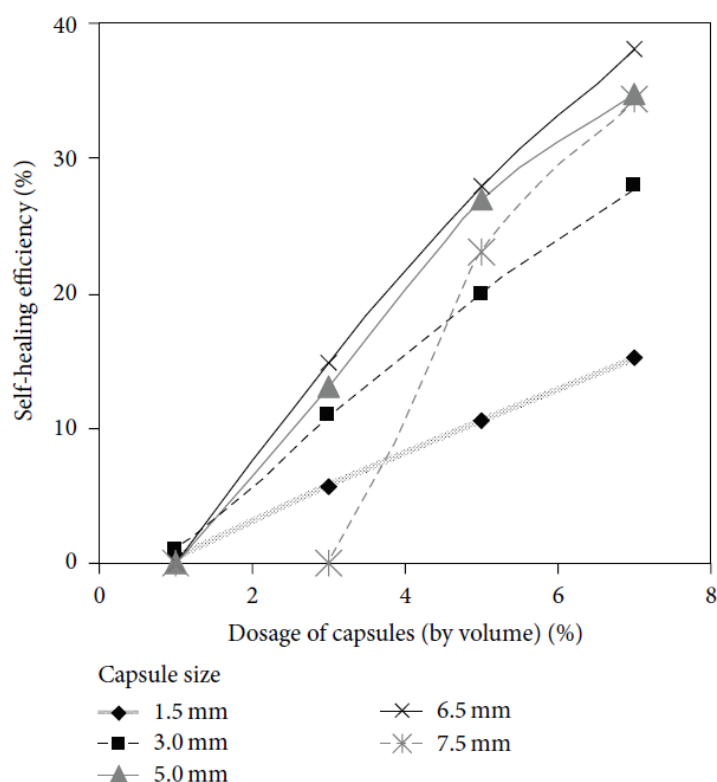 40
30
20
10
0
Self-healing efficiency (%)
0 2 4 6 8
Dosage of capsules (by volume) (%)
Capsule size
1.5 mm
3.0 mm
5.0 mm
6.5 mm
7.5 mm